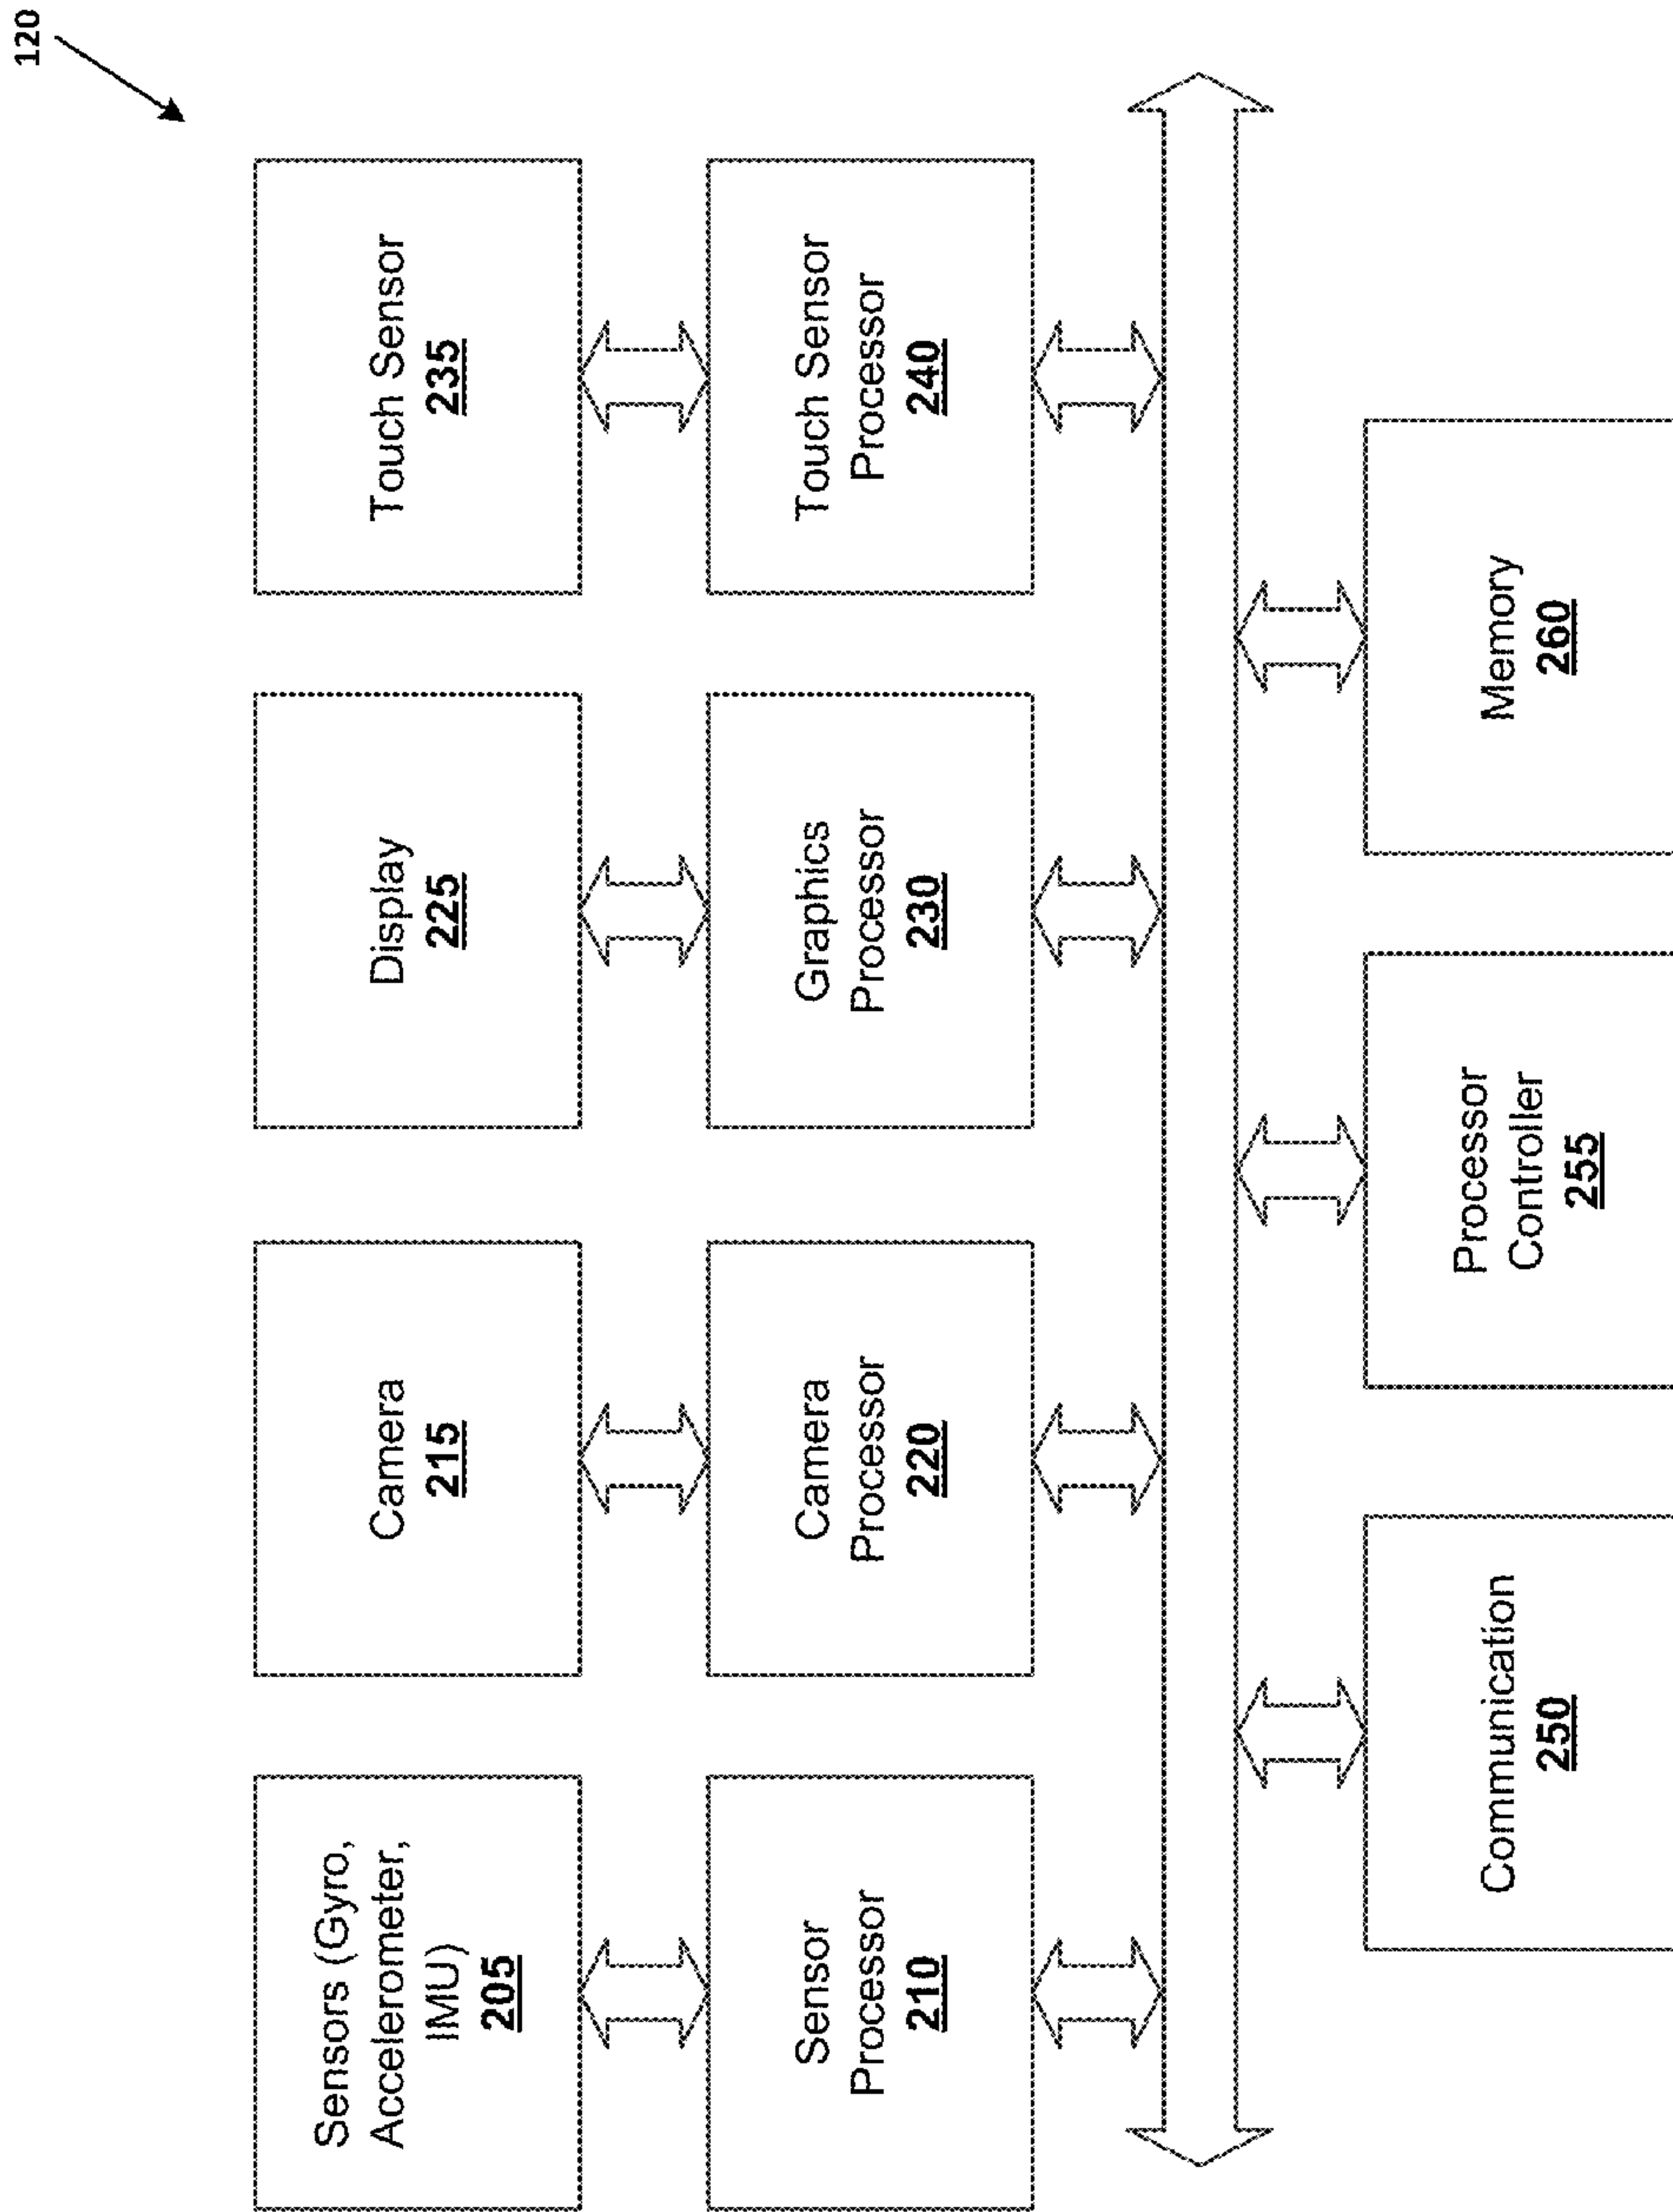 120
Sensors (Gyro,
Accelerometer,
IMU)
205
Camera
215
Display
225
Touch Sensor
235
Sensor
Processor
210
Camera
Processor
220
Graphics
Processor
230
Touch Sensor
Processor
240
Communication
250
Processor
Controller
255
Memory
260